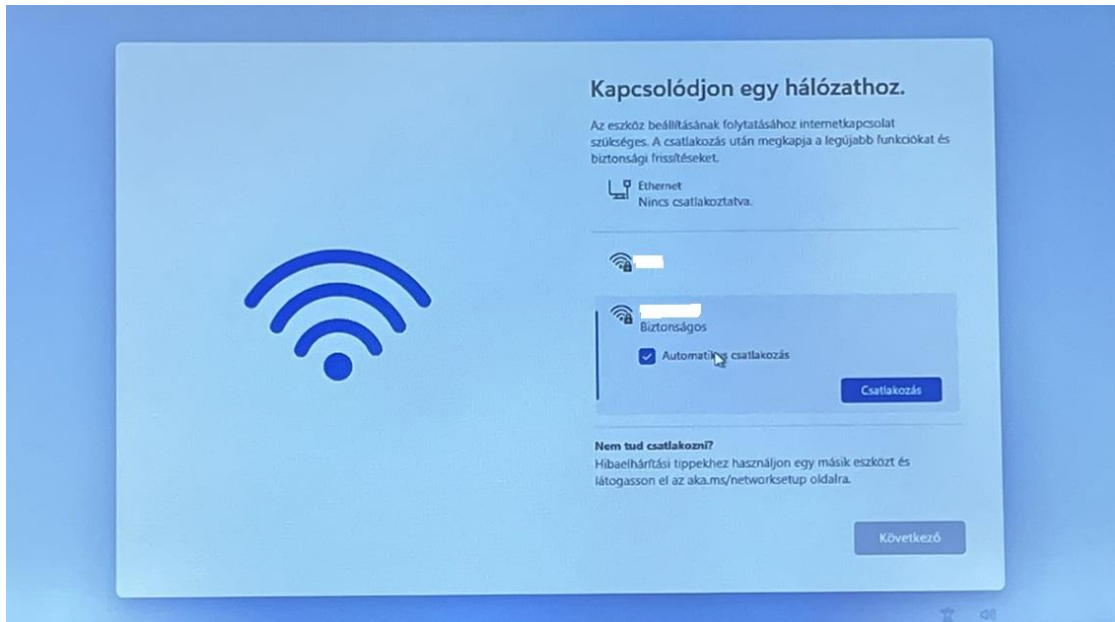 Kapcsolódjon egy hálózathoz.
Az eszköz beállításának folytatásához internetkapcsolat
szükséges. A csatlakozás után megkapja a legújabb funkciókat és
biztonsági frissítéseket.
Ethernet
Nincs csatlakoztatva.
Biztonságos
Automatikus csatlakozás
Csatlakozás
Nem tud csatlakozni?
Hibaelhárítási tippekhez használjon egy másik eszközt és
látogasson el az aka.ms/networksetup oldalra.
Következő